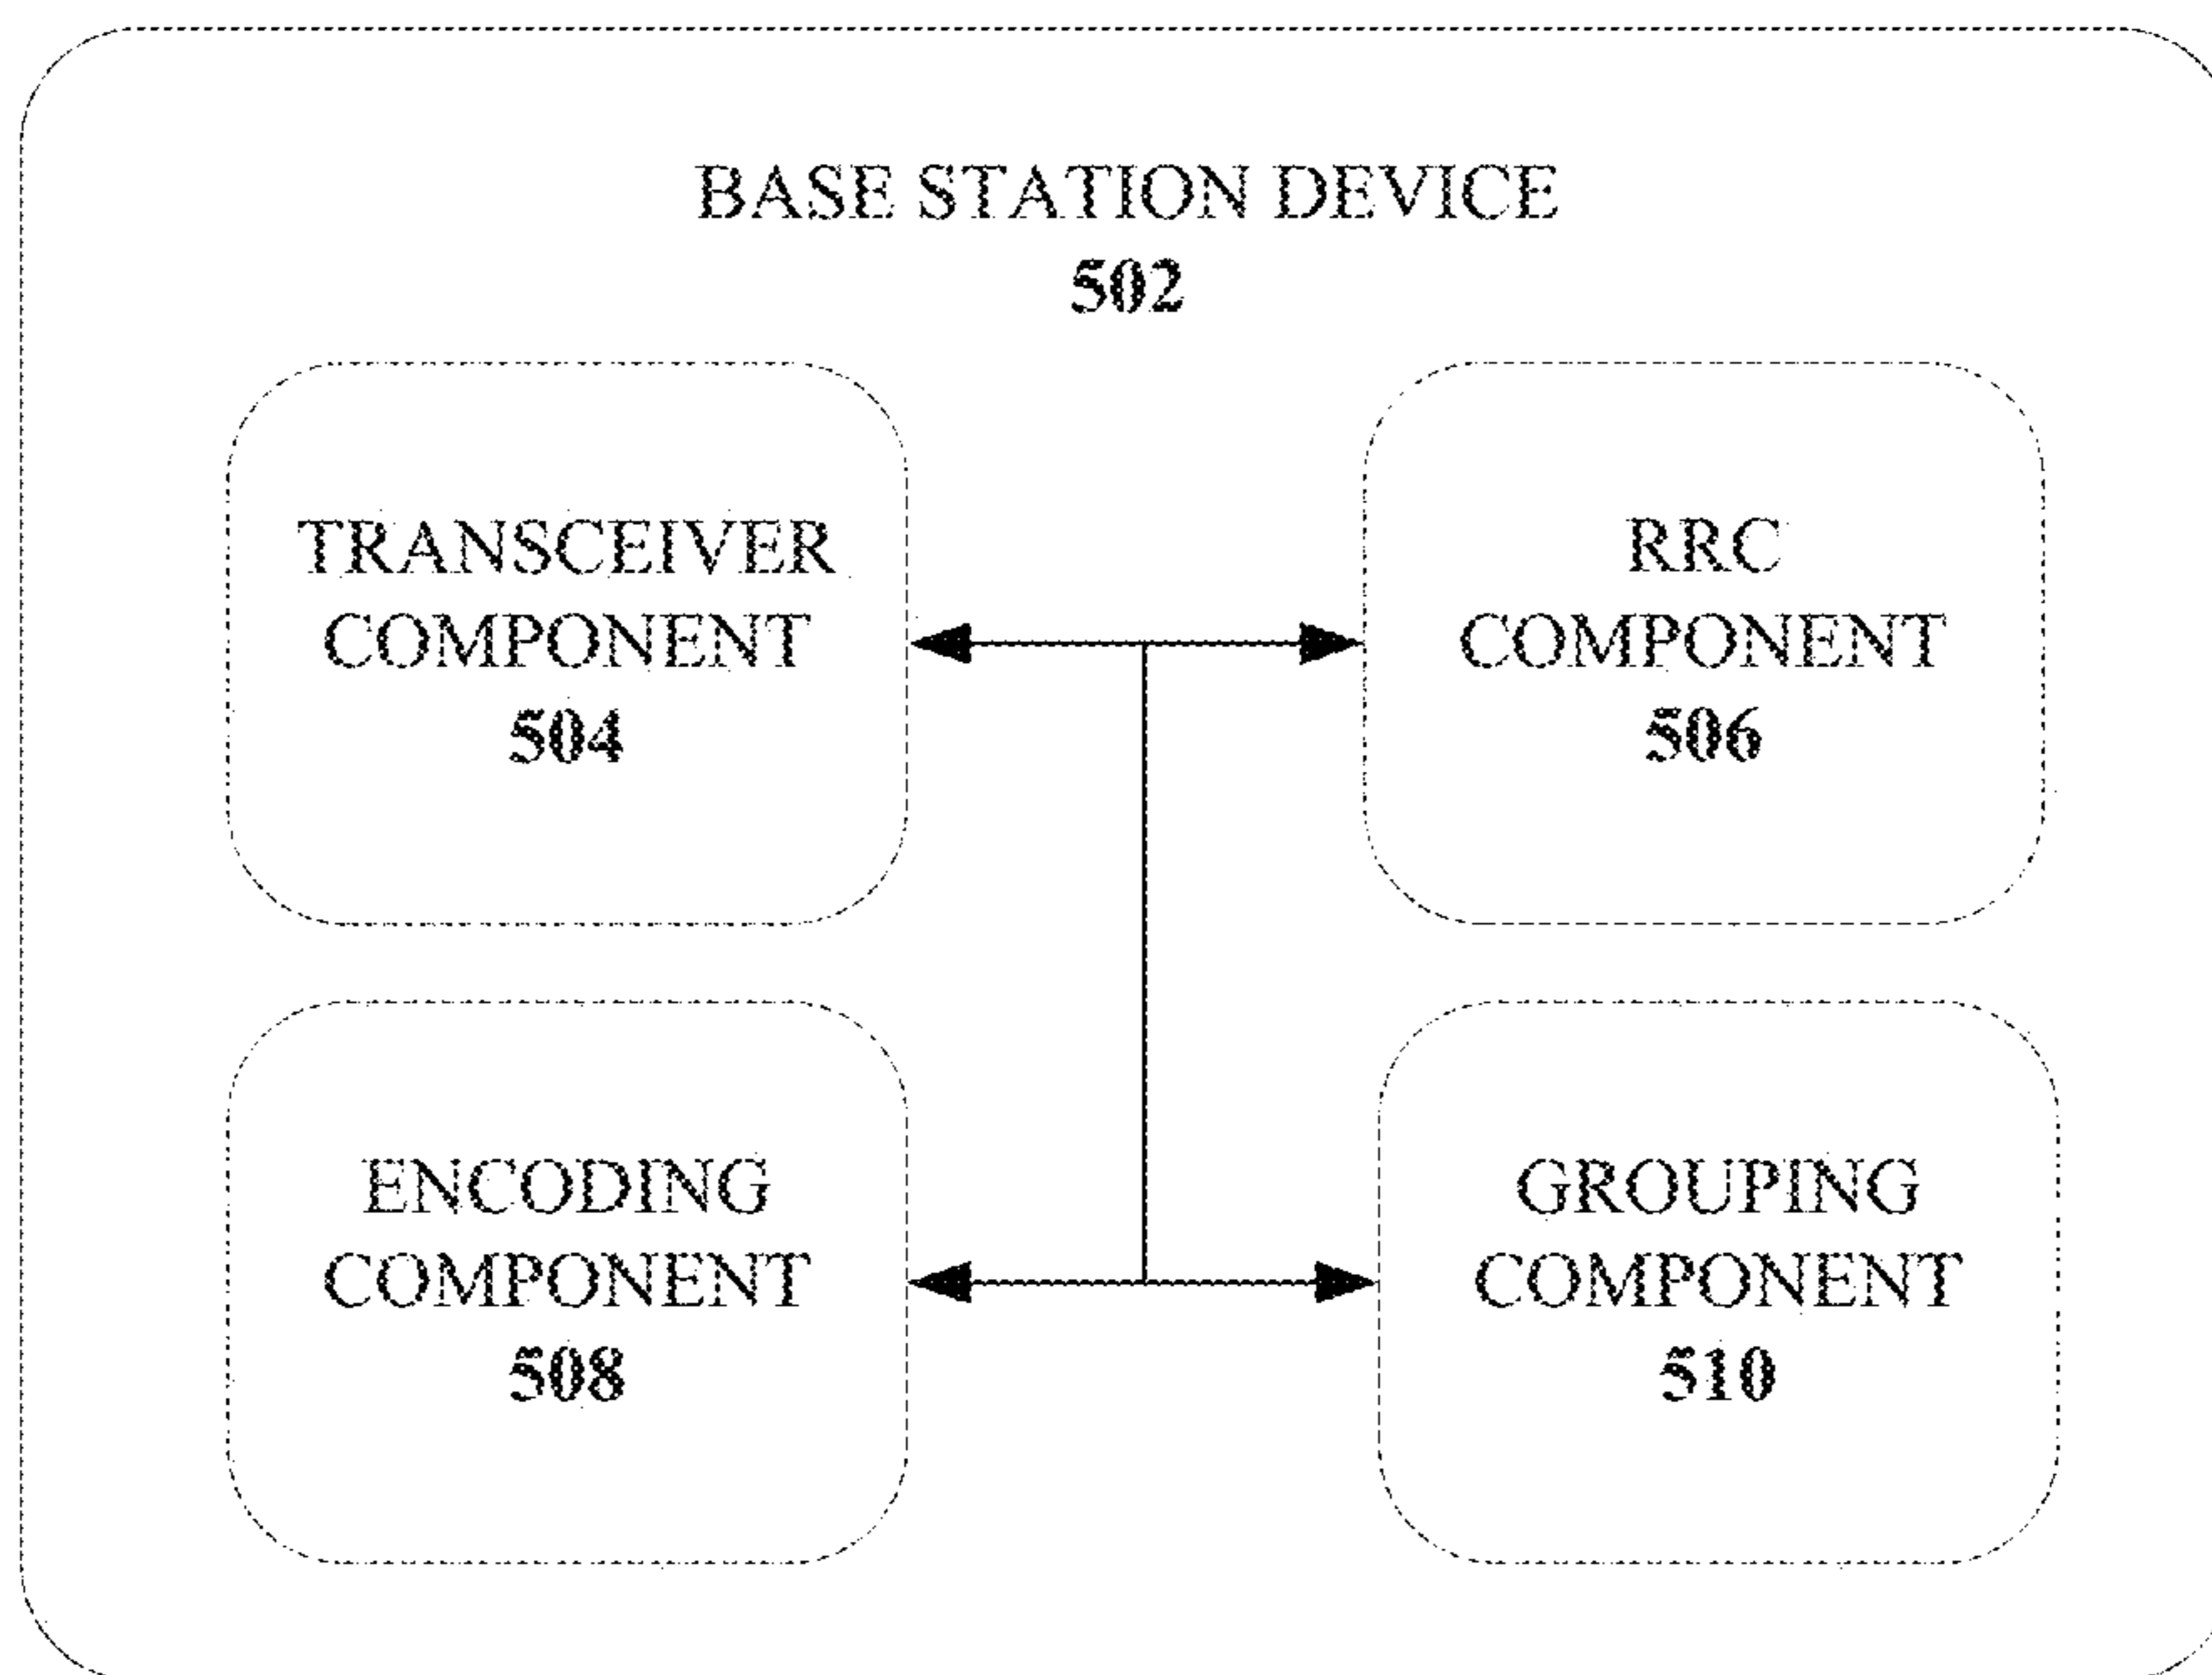 BASE STATION DEVICE
502
TRANSCEIVER
COMPONENT
504
RRC
COMPONENT
506
ENCODING
COMPONENT
508
GROUPING
COMPONENT
510